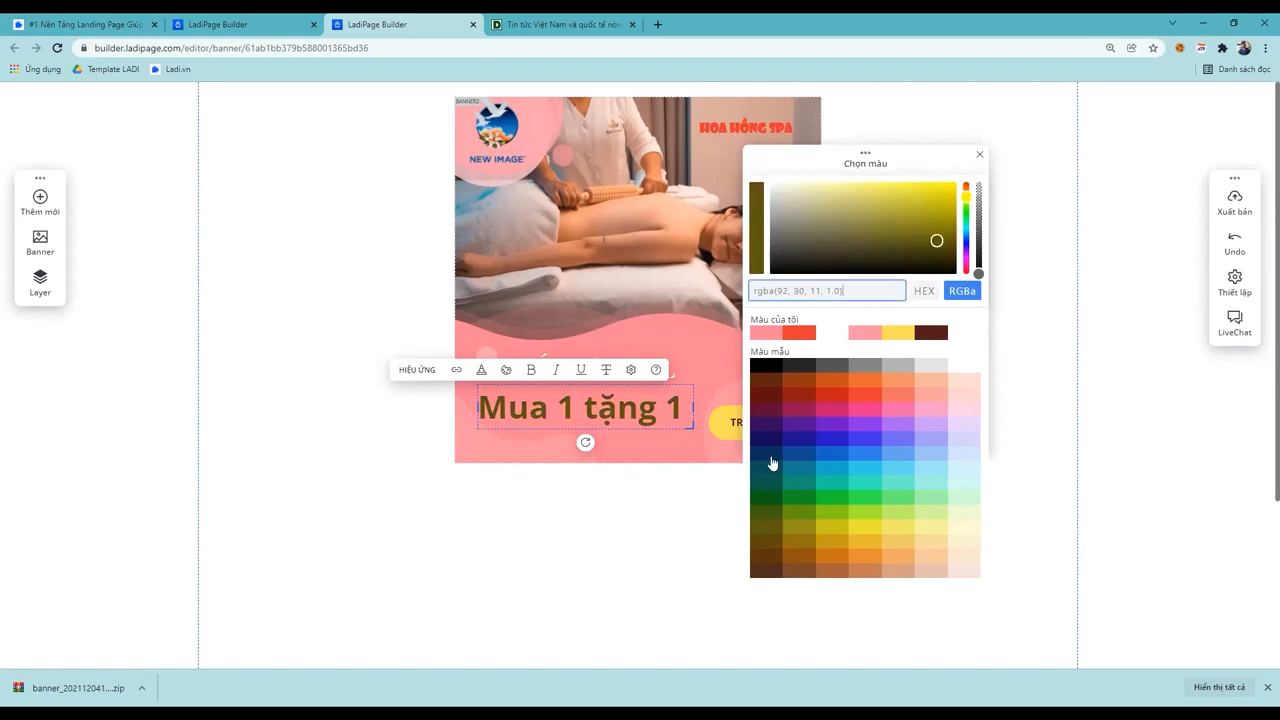 #1 Nền Tảng Landing Page Giúp
LadiPage Builder
LadiPage Builder
Tin tức Việt Nam và quốc tế nón
builder.ladipage.com/editor/banner/61ab1bb379b588001365bd36
Ứng dụng
Template LADI
Ladi.vn
Danh sách đọc
BANNER2
NEW IMAGE
HOA HỒNG SPA
Thêm mới
Banner
Layer
Chọn màu
rgba(92, 90, 11, 1.0)
HEX
RGBa
Màu của tôi
Màu mẫu
Xuất bản
Undo
Thiết lập
LiveChat
HIỆU ỨNG
Mua 1 tặng 1
TR
banner_202112041....zip
Hiển thị tất cả